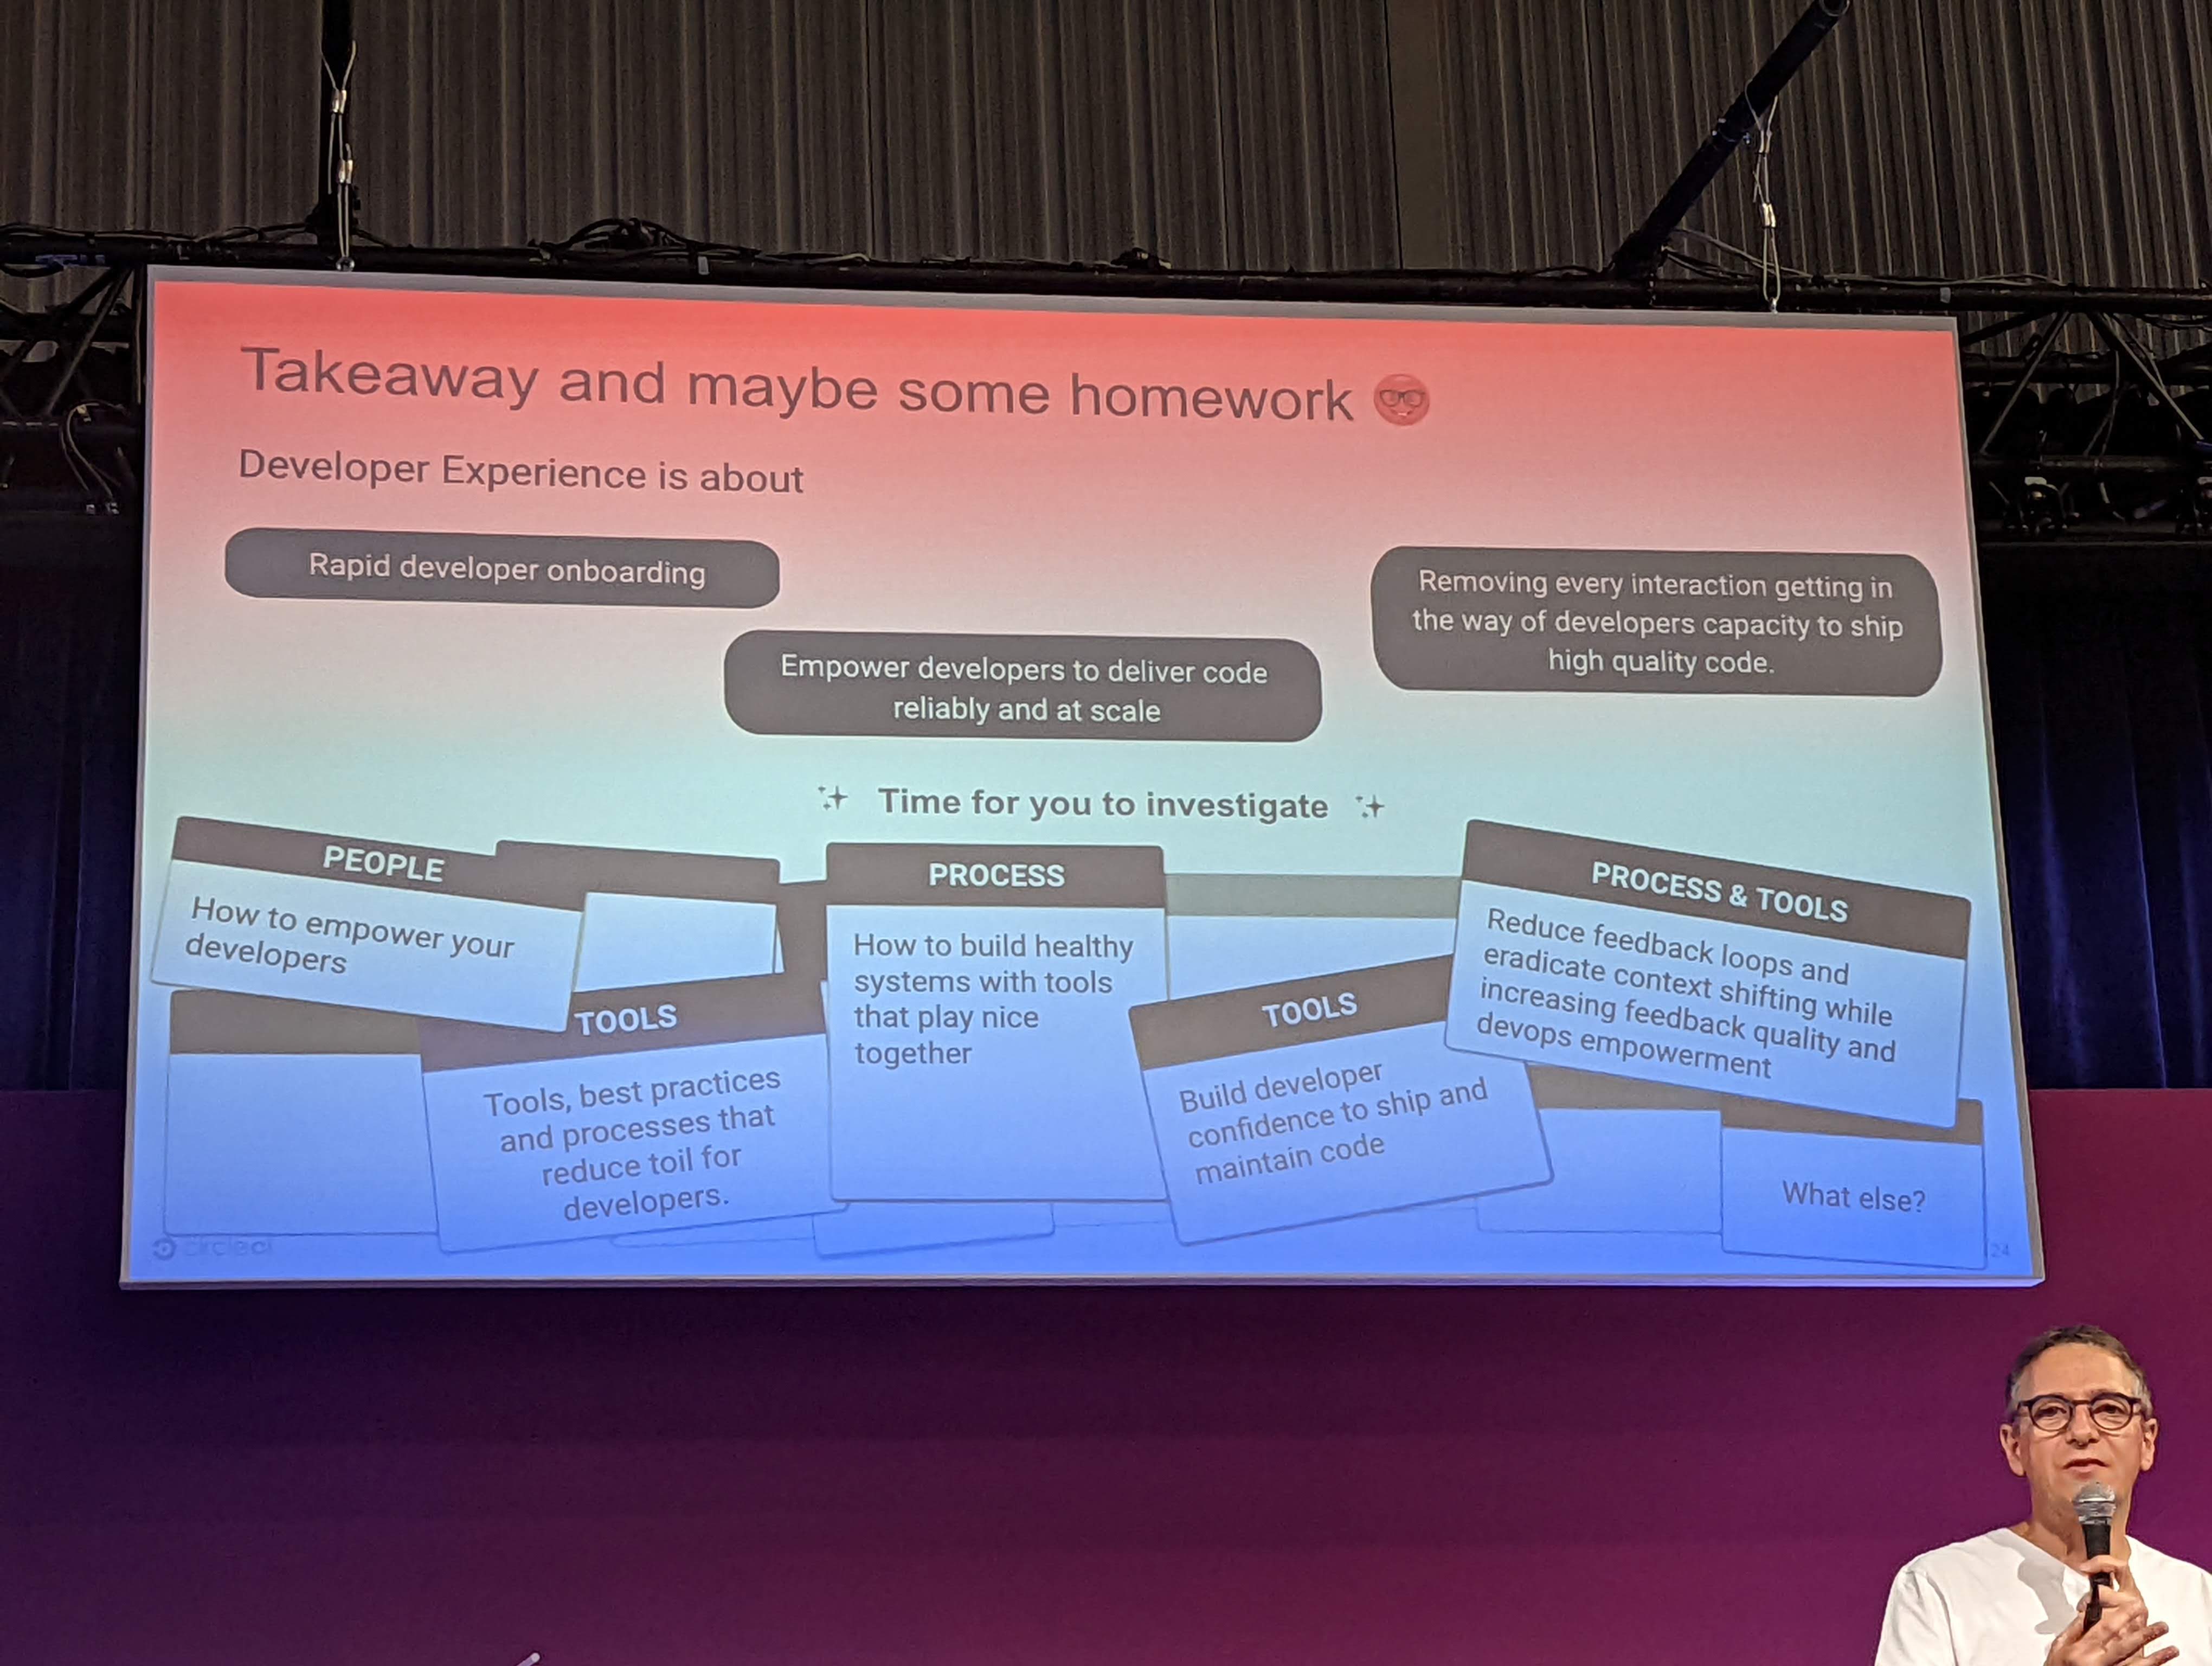 Takeaway and maybe some homework
Developer Experience is about
Rapid developer onboarding
Empower developers to deliver code
reliably and at scale
Removing every interaction getting in
the way of developers capacity to ship
high quality code.
Time for you to investigate
PEOPLE
How to empower your
developers
TOOLS
Tools, best practices
and processes that
reduce toil for
developers.
PROCESS
How to build healthy
systems with tools
that play nice
together
TOOLS
Build developer
confidence to ship and
maintain code
PROCESS & TOOLS
Reduce feedback loops and
eradicate context shifting while
increasing feedback quality and
devops empowerment
What else?
circleci
24